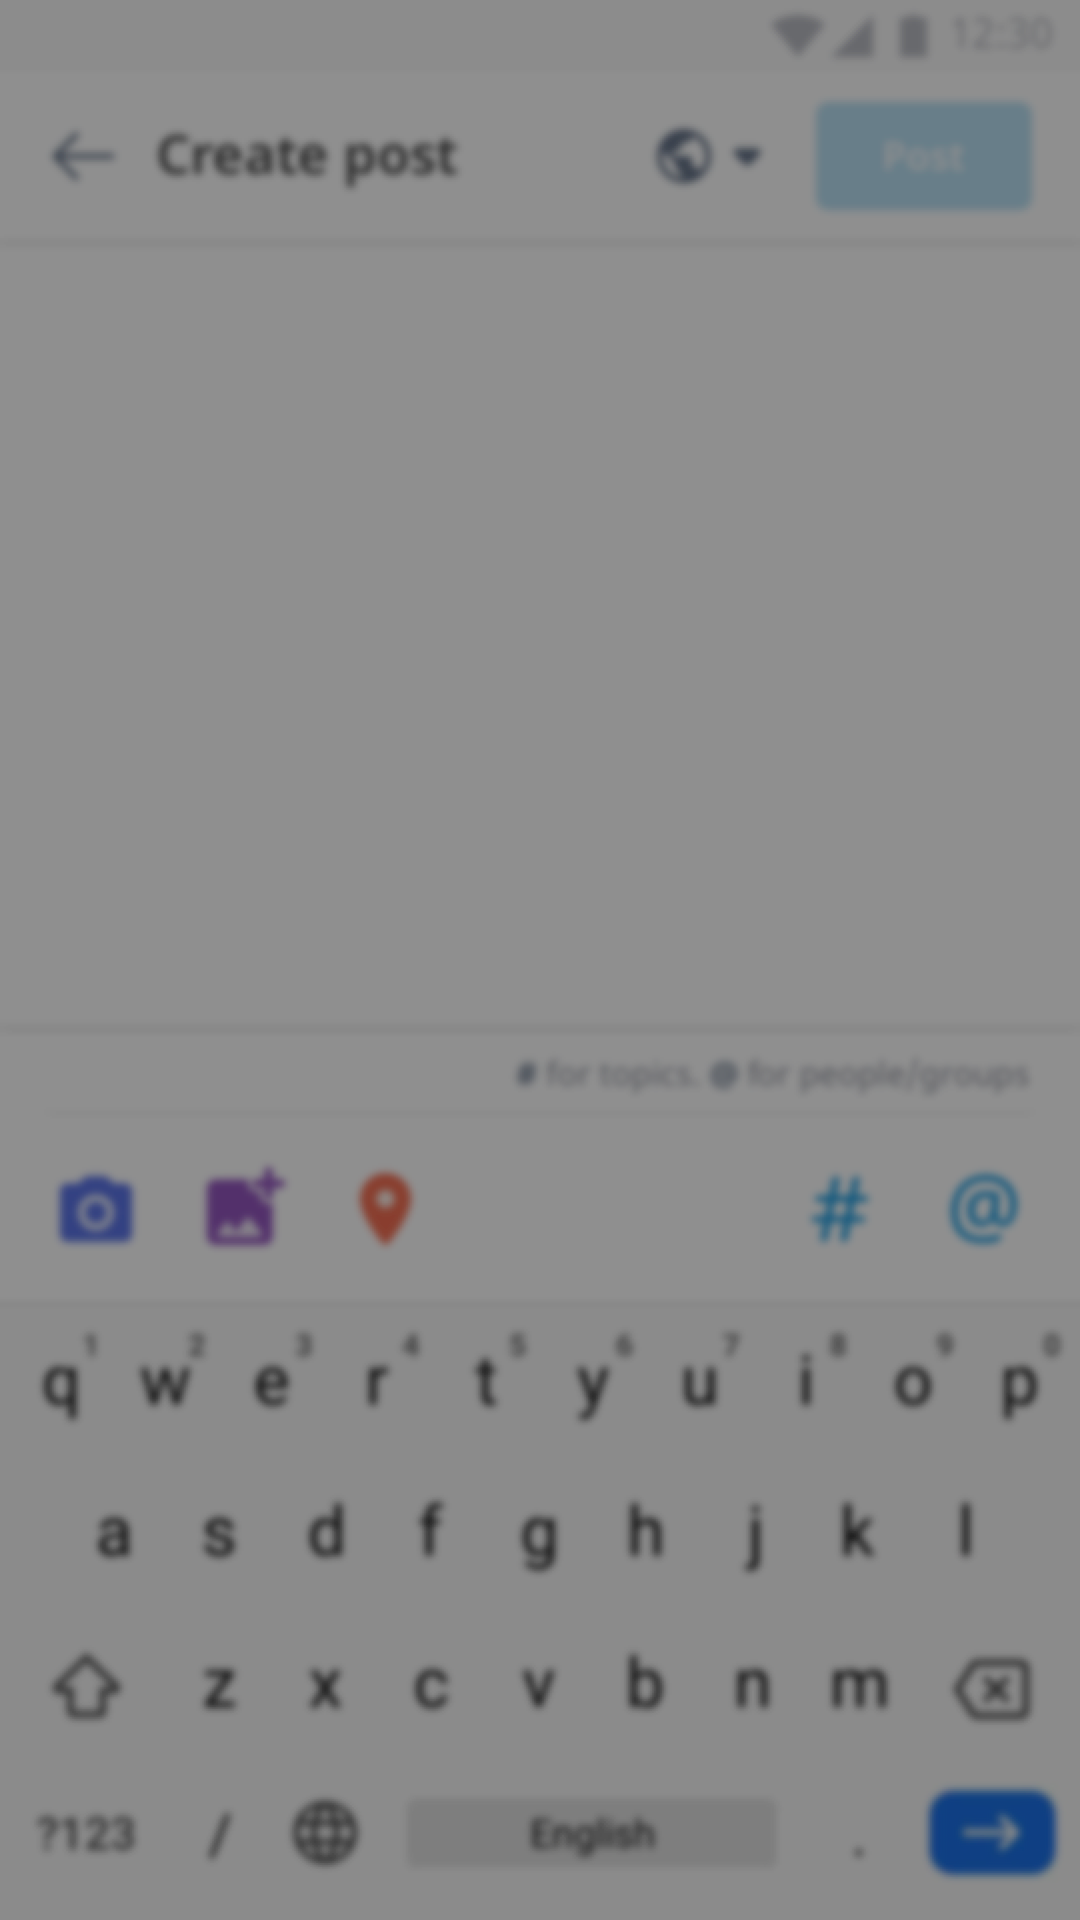 12:30
Create post
Post
# for topics. @ for people/groups
# @
1 2 3 4 5 6 7 8 9 0
q w e r t y u i o p
a s d f g h j k l
z x c v b n m
?123 / English .